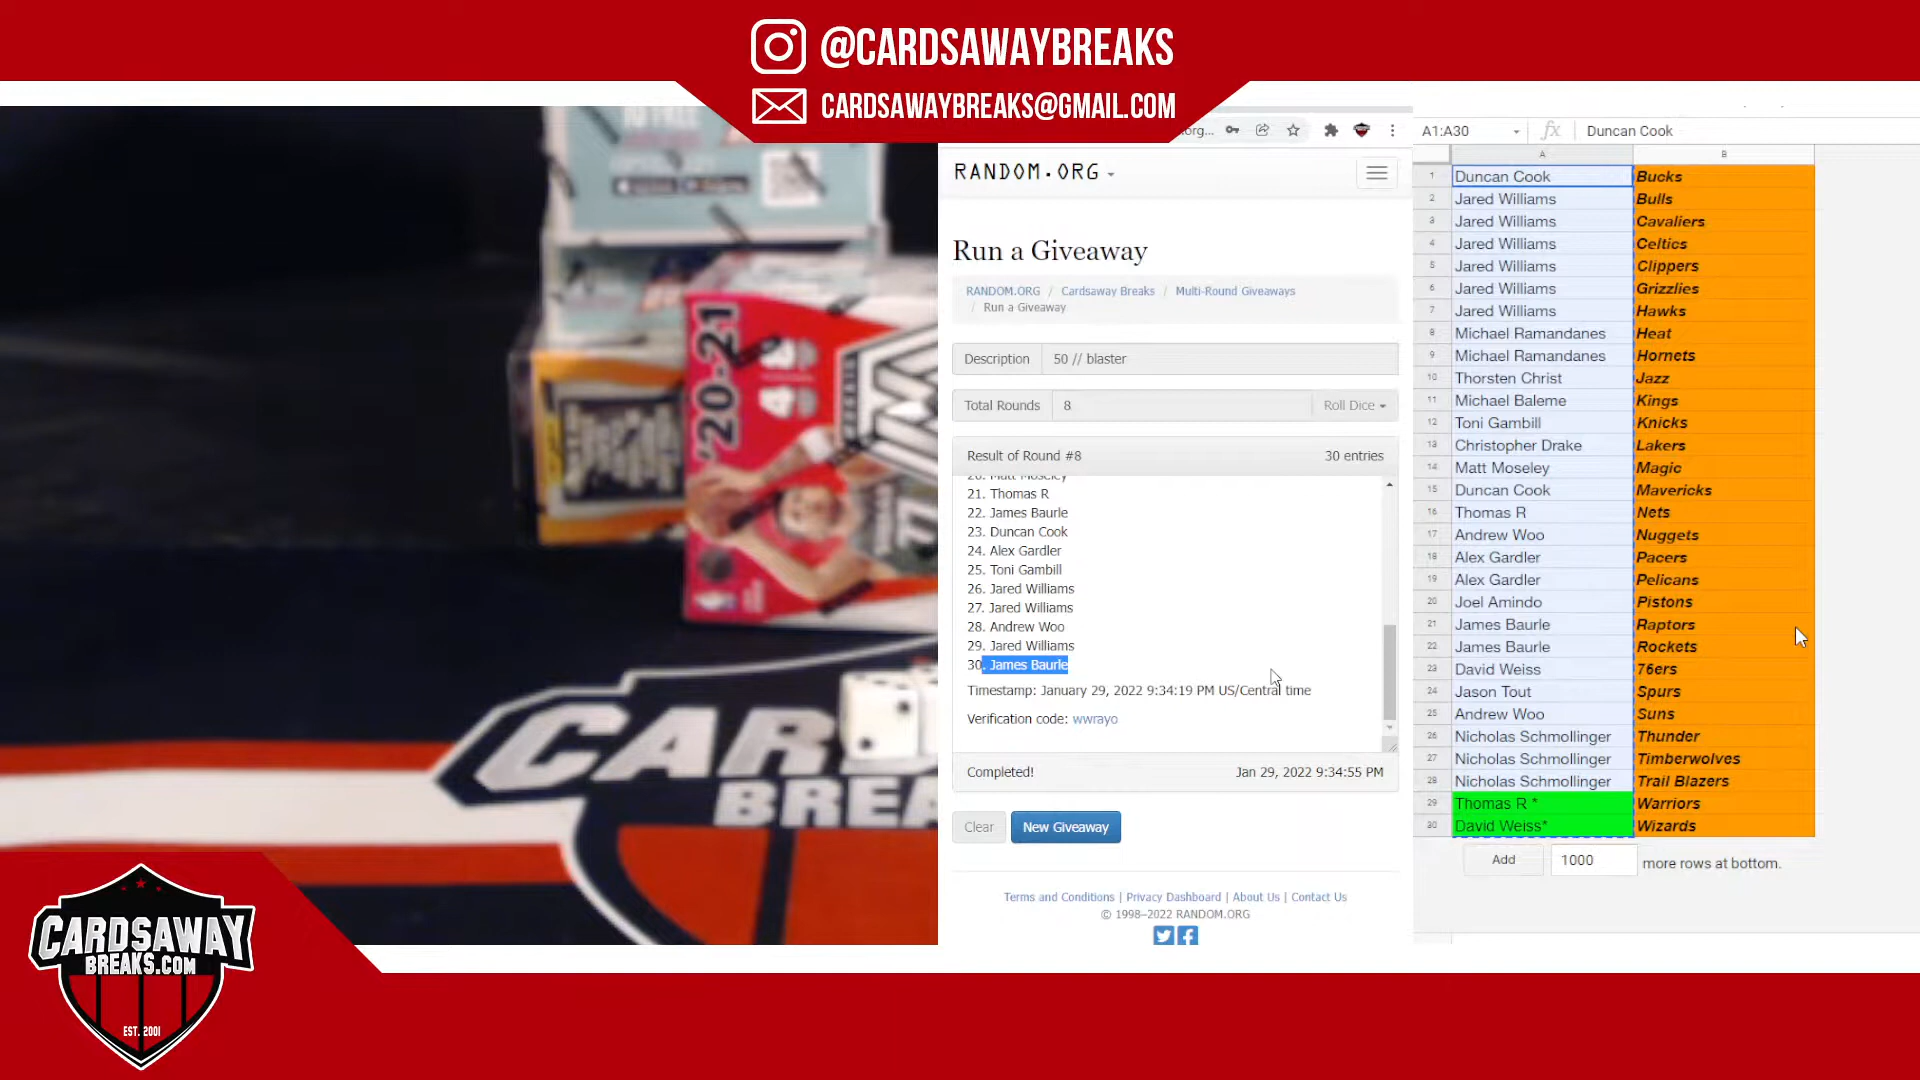 @CARDSAWAYBREAKS
CARDSAWAYBREAKS@GMAIL.COM
.org...
RANDOM.ORG
Run a Giveaway
RANDOM.ORG / Cardsaway Breaks / Multi-Round Giveaways
/ Run a Giveaway
Description 50 // blaster
Total Rounds 8 Roll Dice
Result of Round #8 30 entries
20. Matt Moseley
21. Thomas R
22. James Baurle
23. Duncan Cook
24. Alex Gardler
25. Toni Gambill
26. Jared Williams
27. Jared Williams
28. Andrew Woo
29. Jared Williams
30. James Baurle
Timestamp: January 29, 2022 9:34:19 PM US/Central time
Verification code: wwrayo
Completed! Jan 29, 2022 9:34:55 PM
Clear New Giveaway
Terms and Conditions | Privacy Dashboard | About Us | Contact Us
© 1998–2022 RANDOM.ORG
A1:A30 fx Duncan Cook
A B
1 Duncan Cook Bucks
2 Jared Williams Bulls
3 Jared Williams Cavaliers
4 Jared Williams Celtics
5 Jared Williams Clippers
6 Jared Williams Grizzlies
7 Jared Williams Hawks
8 Michael Ramandanes Heat
9 Michael Ramandanes Hornets
10 Thorsten Christ Jazz
11 Michael Baleme Kings
12 Toni Gambill Knicks
13 Christopher Drake Lakers
14 Matt Moseley Magic
15 Duncan Cook Mavericks
16 Thomas R Nets
17 Andrew Woo Nuggets
18 Alex Gardler Pacers
19 Alex Gardler Pelicans
20 Joel Amindo Pistons
21 James Baurle Raptors
22 James Baurle Rockets
23 David Weiss 76ers
24 Jason Tout Spurs
25 Andrew Woo Suns
26 Nicholas Schmollinger Thunder
27 Nicholas Schmollinger Timberwolves
28 Nicholas Schmollinger Trail Blazers
29 Thomas R * Warriors
30 David Weiss* Wizards
Add 1000 more rows at bottom.
20-21
77
CARDSAWAY
BREAKS.COM
EST. 2001